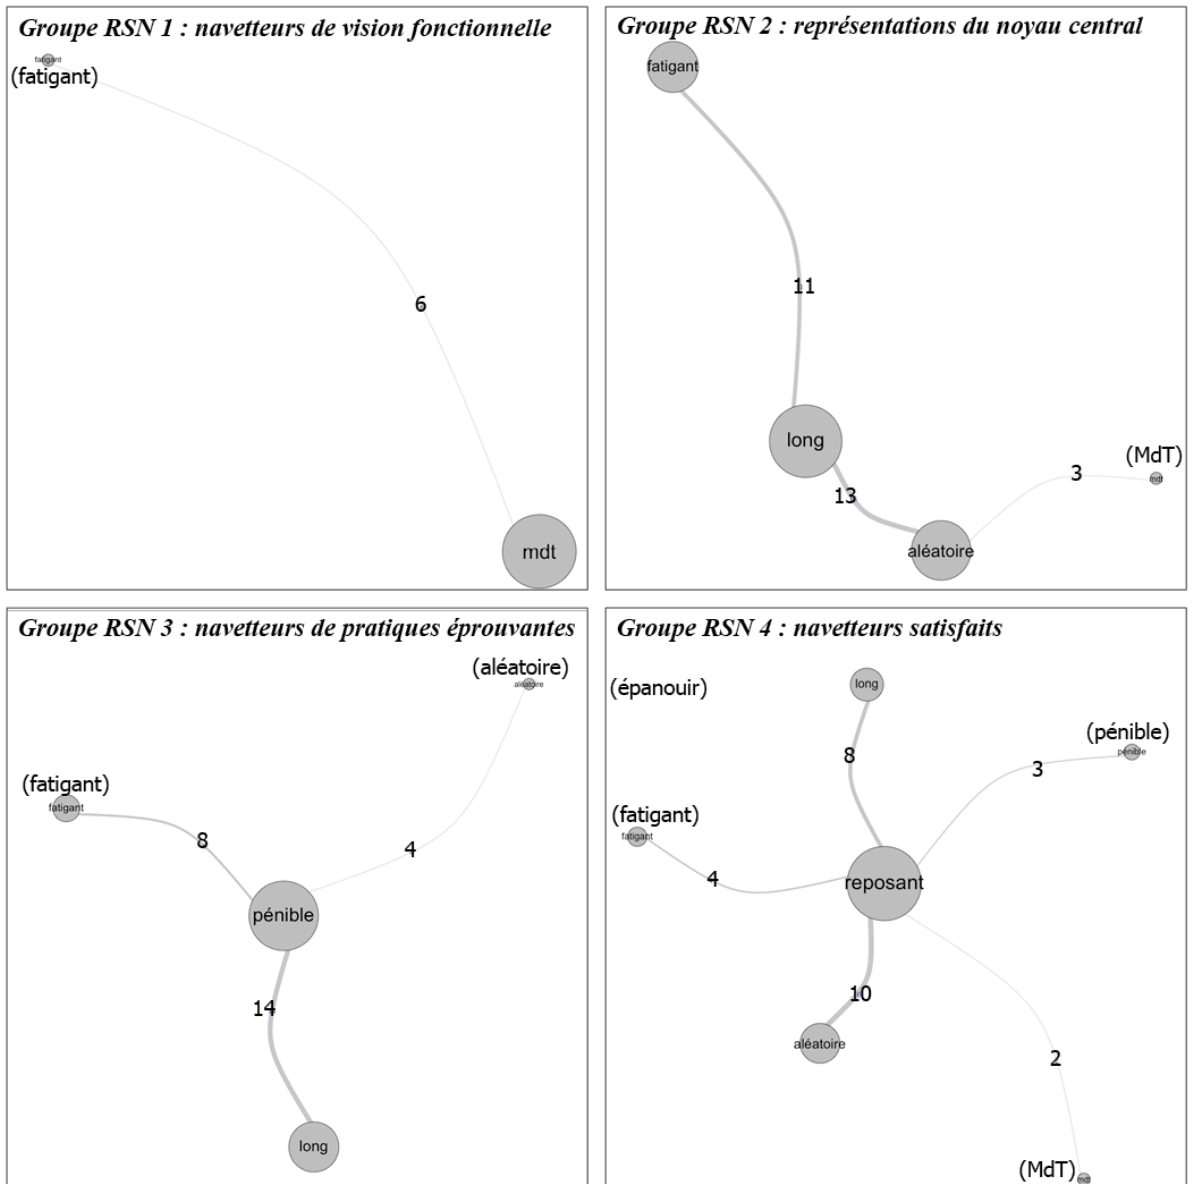 Groupe RSN 1 : navetteurs de vision fonctionnelle
fatigant
(fatigant)
6
mdt
Groupe RSN 2 : représentations du noyau central
fatigant
11
long
(MdT)
3
mdt
13
aléatoire
Groupe RSN 3 : navetteurs de pratiques éprouvantes
(aléatoire)
aléatoire
(fatigant)
fatigant
8
4
pénible
14
long
Groupe RSN 4 : navetteurs satisfaits
(épanouir)
long
(pénible)
pénible
8
3
(fatigant)
fatigant
4
reposant
10
aléatoire
2
(MdT)
mdt